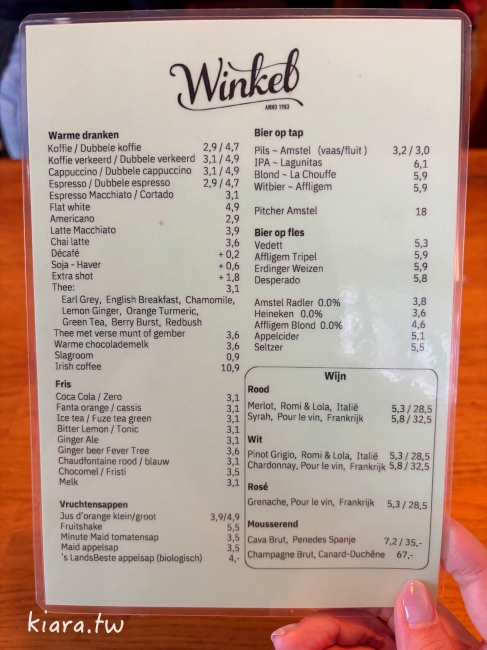 Winkel
ANNO 1983
Warme dranken
Koffie / Dubbele koffie 2,9 / 4,7
Koffie verkeerd / Dubbele verkeerd 3,1 / 4,9
Cappuccino / Dubbele cappuccino 3,1 / 4,9
Espresso / Dubbele espresso 2,9 / 4,7
Espresso Macchiato / Cortado 3,1
Flat white 4,9
Americano 2,9
Latte Macchiato 3,9
Chai latte 3,6
Décafé + 0,2
Soja - Haver + 0,6
Extra shot + 1,8
Thee: 3,1
Earl Grey, English Breakfast, Chamomile,
Lemon Ginger, Orange Turmeric,
Green Tea, Berry Burst, Redbush
Thee met verse munt of gember 3,6
Warme chocolademelk 3,6
Slagroom 0,9
Irish coffee 10,9
Fris
Coca Cola / Zero 3,1
Fanta orange / cassis 3,1
Ice tea / Fuze tea green 3,1
Bitter Lemon / Tonic 3,1
Ginger Ale 3,1
Ginger beer Fever Tree 3,6
Chaudfontaine rood / blauw 3,1
Chocomel / Fristi 3,5
Melk 3,1
Vruchtensappen
Jus d'orange klein/groot 3,9/4,9
Fruitshake 5,5
Minute Maid tomatensap 3,5
Maid appelsap 3,5
's LandsBeste appelsap (biologisch) 4,-
Bier op tap
Pils ~ Amstel (vaas/fluit) 3,2 / 3,0
IPA ~ Lagunitas 6,1
Blond ~ La Chouffe 5,9
Witbier ~ Affligem 5,9
Pitcher Amstel 18
Bier op fles
Vedett 5,3
Affligem Tripel 5,9
Erdinger Weizen 5,9
Desperado 5,8
Amstel Radler 0.0% 3,8
Heineken 0.0% 3,6
Affligem Blond 0.0% 4,6
Appelcider 5,1
Seltzer 5,5
Wijn
Rood
Merlot, Romi & Lola, Italië 5,3 / 28,5
Syrah, Pour le vin, Frankrijk 5,8 / 32,5
Wit
Pinot Grigio, Romi & Lola, Italië 5,3 / 28,5
Chardonnay, Pour le vin, Frankrijk 5,8 / 32,5
Rosé
Grenache, Pour le vin, Frankrijk 5,3 / 28,5
Mousserend
Cava Brut, Penedes Spanje 7,2 / 35,-
Champagne Brut, Canard-Duchêne 67,-
kiara.tw